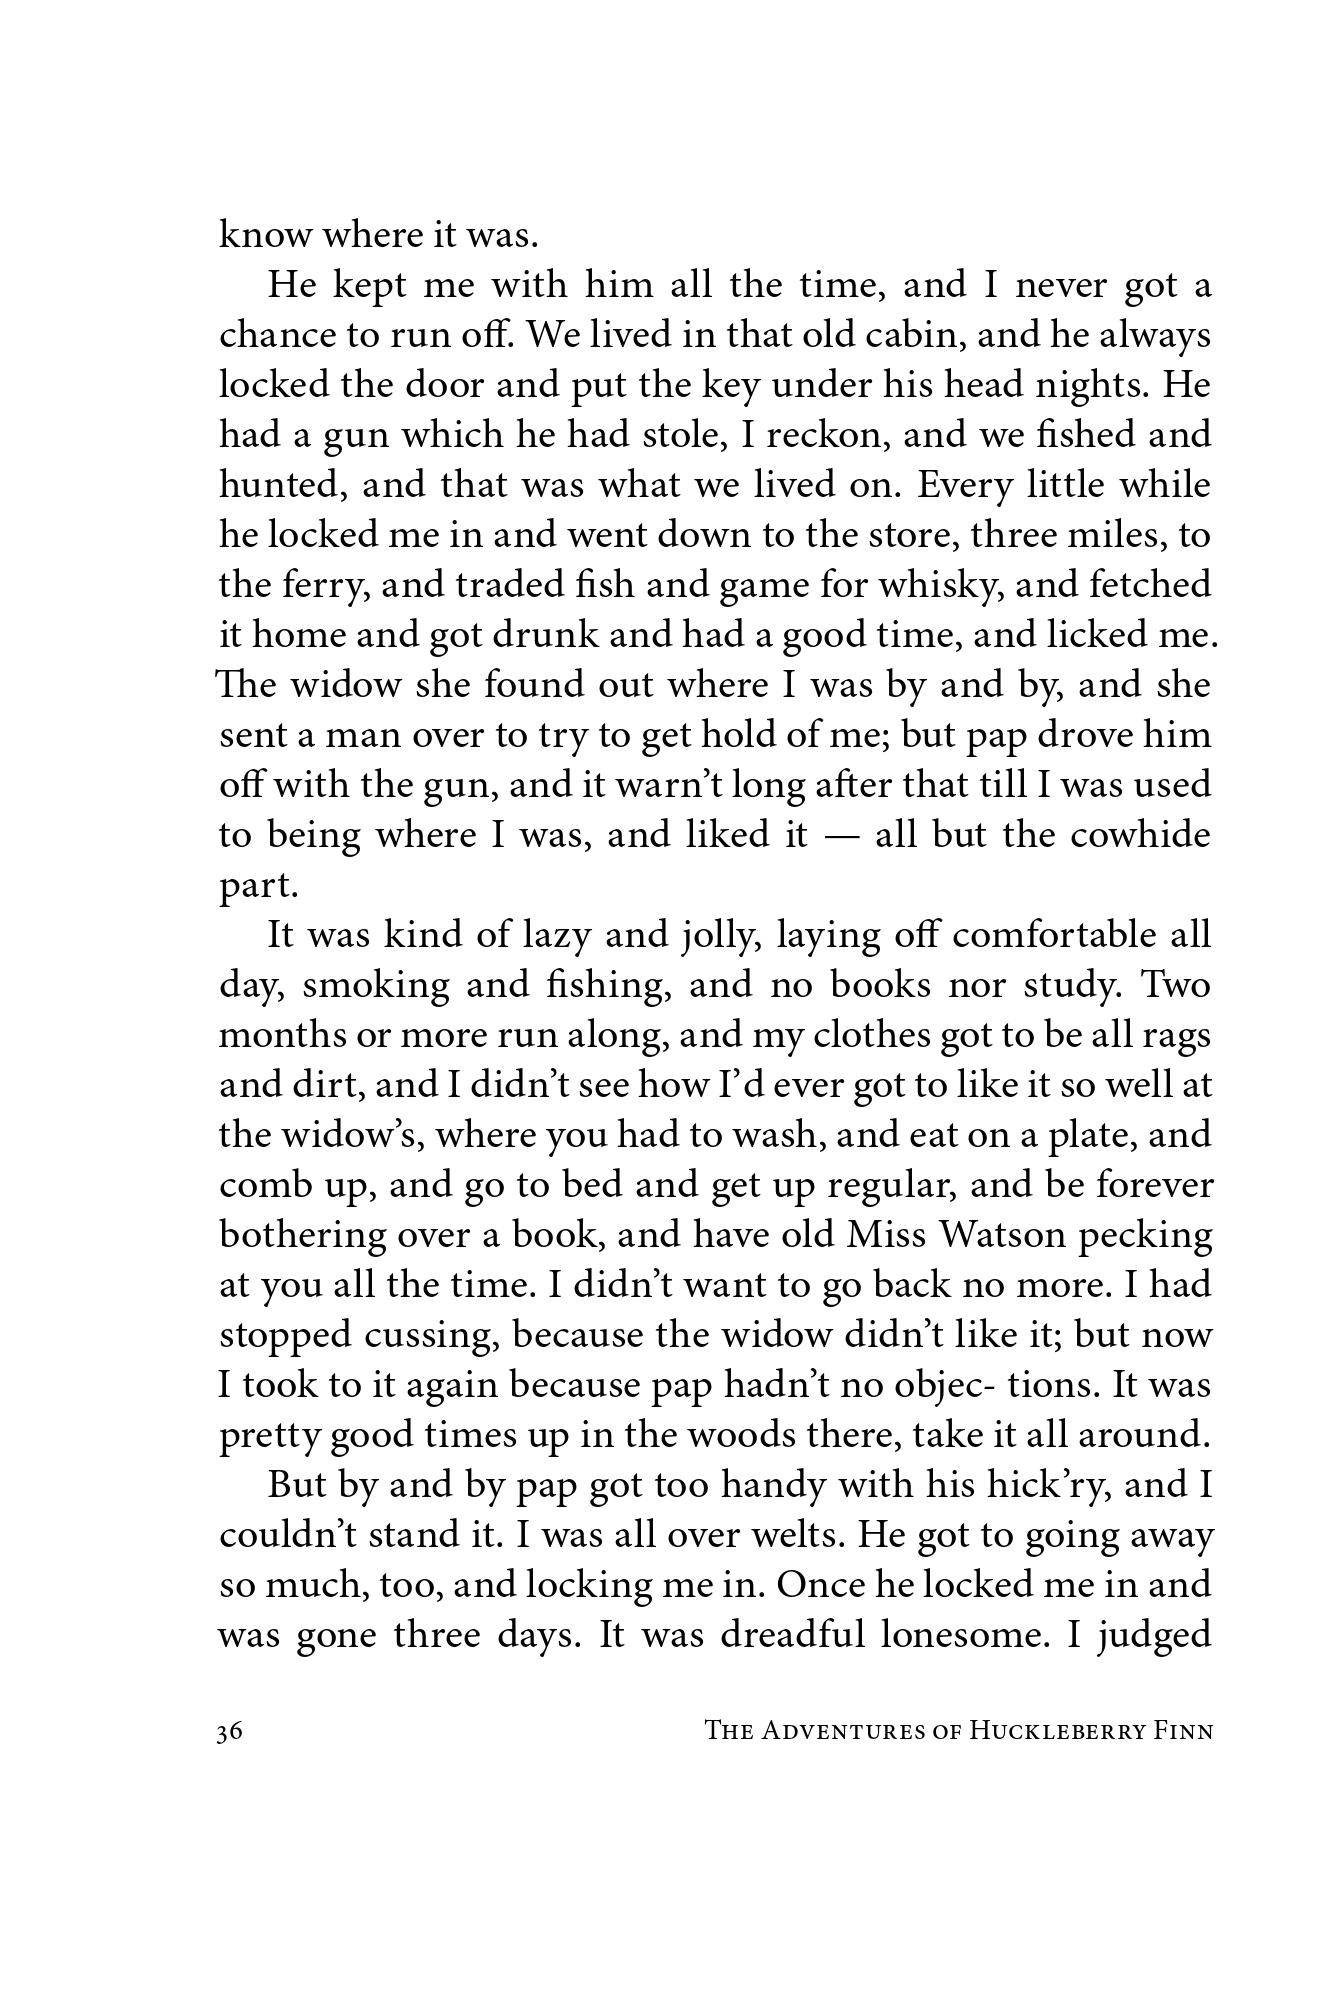 know where it was.
He kept me with him all the time, and I never got a
chance to run off. We lived in that old cabin, and he always
locked the door and put the key under his head nights. He
had a gun which he had stole, I reckon, and we fished and
hunted, and that was what we lived on. Every little while
he locked me in and went down to the store, three miles, to
the ferry, and traded fish and game for whisky, and fetched
it home and got drunk and had a good time, and licked me.
The widow she found out where I was by and by, and she
sent a man over to try to get hold of me; but pap drove him
off with the gun, and it warn’t long after that till I was used
to being where I was, and liked it — all but the cowhide
part.
It was kind of lazy and jolly, laying off comfortable all
day, smoking and fishing, and no books nor study. Two
months or more run along, and my clothes got to be all rags
and dirt, and I didn’t see how I’d ever got to like it so well at
the widow’s, where you had to wash, and eat on a plate, and
comb up, and go to bed and get up regular, and be forever
bothering over a book, and have old Miss Watson pecking
at you all the time. I didn’t want to go back no more. I had
stopped cussing, because the widow didn’t like it; but now
I took to it again because pap hadn’t no objec- tions. It was
pretty good times up in the woods there, take it all around.
But by and by pap got too handy with his hick’ry, and I
couldn’t stand it. I was all over welts. He got to going away
so much, too, and locking me in. Once he locked me in and
was gone three days. It was dreadful lonesome. I judged
36 The Adventures of Huckleberry Finn